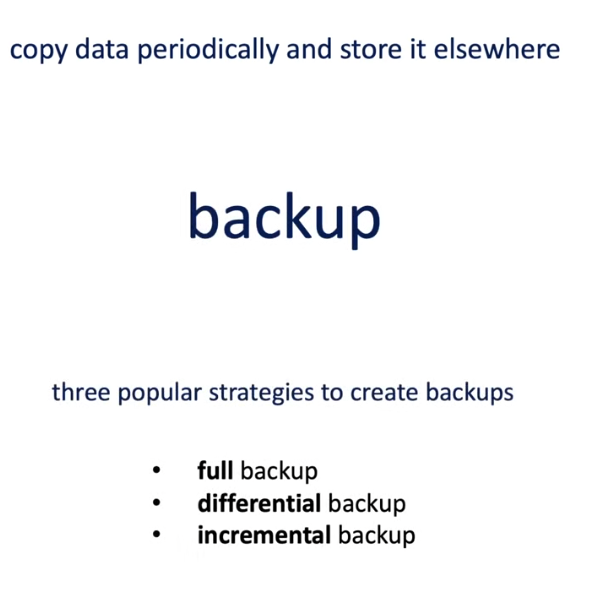 copy data periodically and store it elsewhere
backup
three popular strategies to create backups
• full backup
• differential backup
• incremental backup